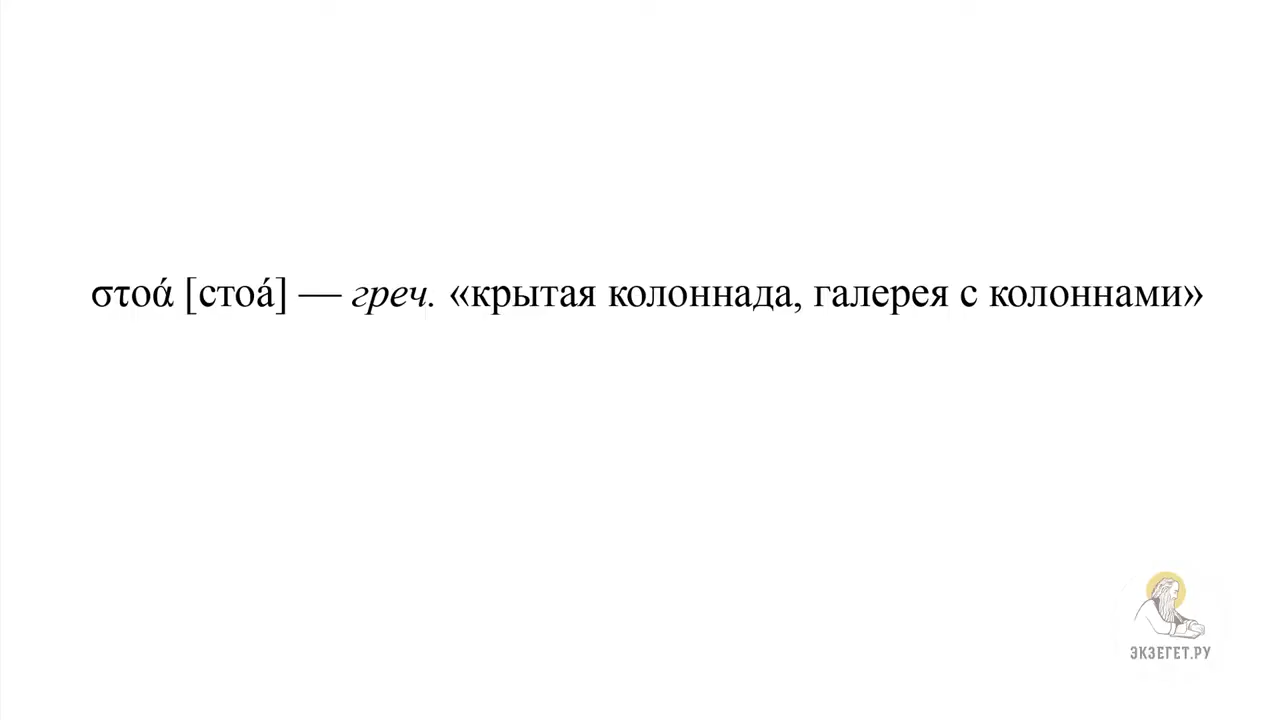 στοά [стоá] — греч. «крытая колоннада, галерея с колоннами»
ЭКЗЕГЕТ.РУ